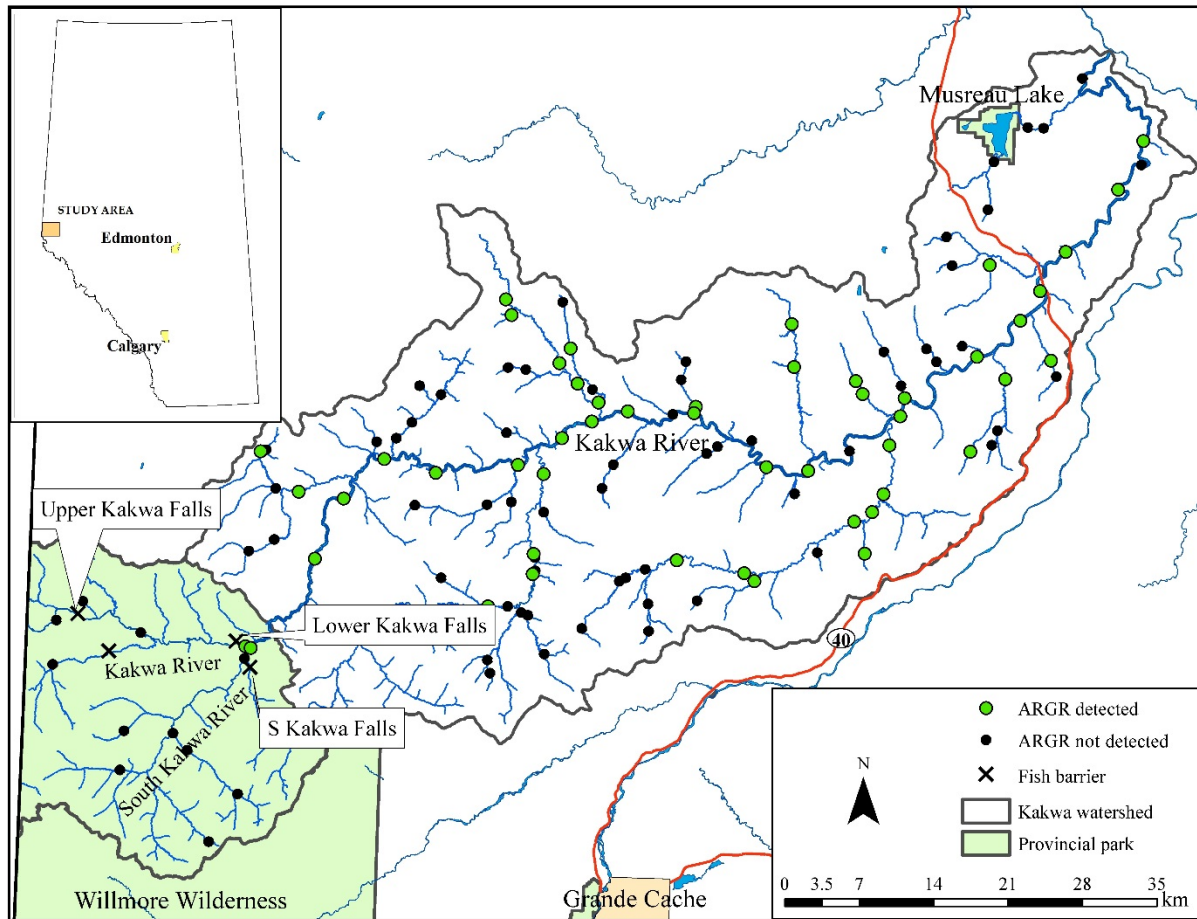 Musreau Lake
STUDY AREA
Edmonton
Calgary
Kakwa River
Upper Kakwa Falls
Lower Kakwa Falls
Kakwa River
S Kakwa Falls
South Kakwa River
40
Willmore Wilderness
Grande Cache
ARGR detected
ARGR not detected
Fish barrier
Kakwa watershed
Provincial park
N
0 3.5 7 14 21 28 35
km